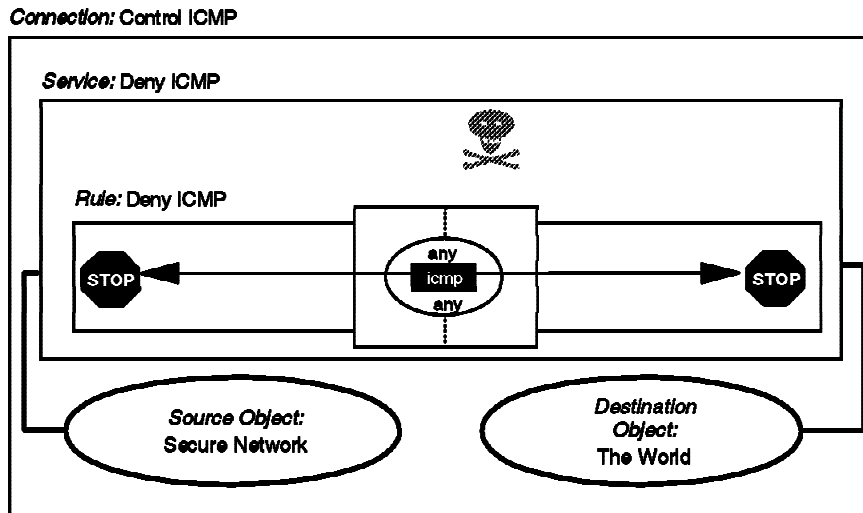 Connection: Control ICMP
Service: Deny ICMP
Rule: Deny ICMP
any
STOP
icmp
STOP
any
Source Object:
Secure Network
Destination
Object:
The World